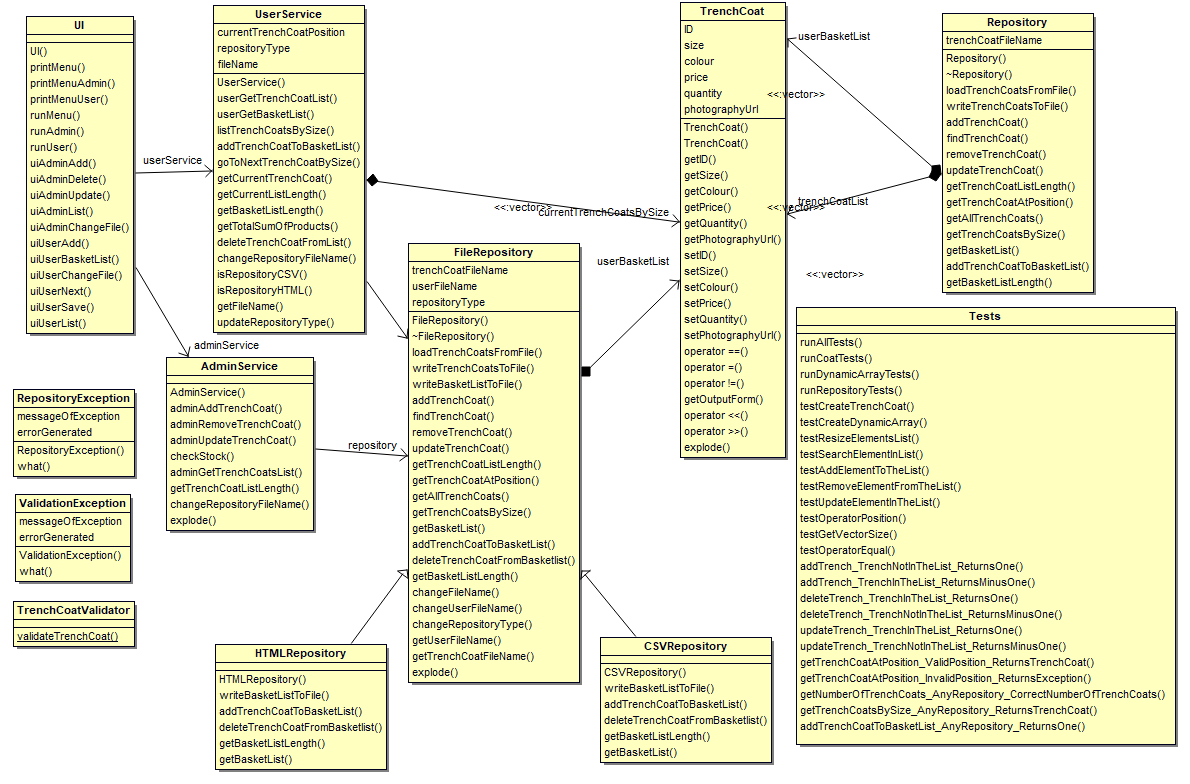 UI
UI()
printMenu()
printMenuAdmin()
printMenuUser()
runMenu()
runAdmin()
runUser()
uiAdminAdd()
uiAdminDelete()
uiAdminUpdate()
uiAdminList()
uiAdminChangeFile()
uiUserAdd()
uiUserBasketList()
uiUserChangeFile()
uiUserNext()
uiUserSave()
uiUserList()
userService
adminService
UserService
currentTrenchCoatPosition
repositoryType
fileName
UserService()
userGetTrenchCoatList()
userGetBasketList()
listTrenchCoatsBySize()
addTrenchCoatToBasketList()
goToNextTrenchCoatBySize()
getCurrentTrenchCoat()
getCurrentListLength()
getBasketListLength()
getTotalSumOfProducts()
deleteTrenchCoatFromList()
changeRepositoryFileName()
isRepositoryCSV()
isRepositoryHTML()
getFileName()
updateRepositoryType()
<<:vector>>
currentTrenchCoatsBySize
TrenchCoat
ID
size
colour
price
quantity
photographyUrl
TrenchCoat()
TrenchCoat()
getID()
getSize()
getColour()
getPrice()
getQuantity()
getPhotographyUrl()
setID()
setSize()
setColour()
setPrice()
setQuantity()
setPhotographyUrl()
operator ==()
operator =()
operator !=()
getOutputForm()
operator <<()
operator >>()
explode()
userBasketList
<<:vector>>
trenchCoatList
<<:vector>>
Repository
trenchCoatFileName
Repository()
~Repository()
loadTrenchCoatsFromFile()
writeTrenchCoatsToFile()
addTrenchCoat()
findTrenchCoat()
removeTrenchCoat()
updateTrenchCoat()
getTrenchCoatListLength()
getTrenchCoatAtPosition()
getAllTrenchCoats()
getTrenchCoatsBySize()
getBasketList()
addTrenchCoatToBasketList()
getBasketListLength()
userBasketList
<<:vector>>
FileRepository
trenchCoatFileName
userFileName
repositoryType
FileRepository()
~FileRepository()
loadTrenchCoatsFromFile()
writeTrenchCoatsToFile()
writeBasketListToFile()
addTrenchCoat()
findTrenchCoat()
removeTrenchCoat()
updateTrenchCoat()
getTrenchCoatListLength()
getTrenchCoatAtPosition()
getAllTrenchCoats()
getTrenchCoatsBySize()
getBasketList()
addTrenchCoatToBasketList()
deleteTrenchCoatFromBasketlist()
getBasketListLength()
changeFileName()
changeUserFileName()
changeRepositoryType()
getUserFileName()
getTrenchCoatFileName()
explode()
AdminService
AdminService()
adminAddTrenchCoat()
adminRemoveTrenchCoat()
adminUpdateTrenchCoat()
checkStock()
adminGetTrenchCoatsList()
getTrenchCoatListLength()
changeRepositoryFileName()
explode()
repository
RepositoryException
messageOfException
errorGenerated
RepositoryException()
what()
ValidationException
messageOfException
errorGenerated
ValidationException()
what()
TrenchCoatValidator
validateTrenchCoat()
HTMLRepository
HTMLRepository()
writeBasketListToFile()
addTrenchCoatToBasketList()
deleteTrenchCoatFromBasketlist()
getBasketListLength()
getBasketList()
CSVRepository
CSVRepository()
writeBasketListToFile()
addTrenchCoatToBasketList()
deleteTrenchCoatFromBasketlist()
getBasketListLength()
getBasketList()
Tests
runAllTests()
runCoatTests()
runDynamicArrayTests()
runRepositoryTests()
testCreateTrenchCoat()
testCreateDynamicArray()
testResizeElementsList()
testSearchElementInList()
testAddElementToTheList()
testRemoveElementFromTheList()
testUpdateElementInTheList()
testOperatorPosition()
testGetVectorSize()
testOperatorEqual()
addTrench_TrenchNotInTheList_ReturnsOne()
addTrench_TrenchInTheList_ReturnsMinusOne()
deleteTrench_TrenchInTheList_ReturnsOne()
deleteTrench_TrenchNotInTheList_ReturnsMinusOne()
updateTrench_TrenchInTheList_ReturnsOne()
updateTrench_TrenchNotInTheList_ReturnsMinusOne()
getTrenchCoatAtPosition_ValidPosition_ReturnsTrenchCoat()
getTrenchCoatAtPosition_InvalidPosition_ReturnsException()
getNumberOfTrenchCoats_AnyRepository_CorrectNumberOfTrenchCoats()
getTrenchCoatsBySize_AnyRepository_ReturnsTrenchCoat()
addTrenchCoatToBasketList_AnyRepository_ReturnsOne()